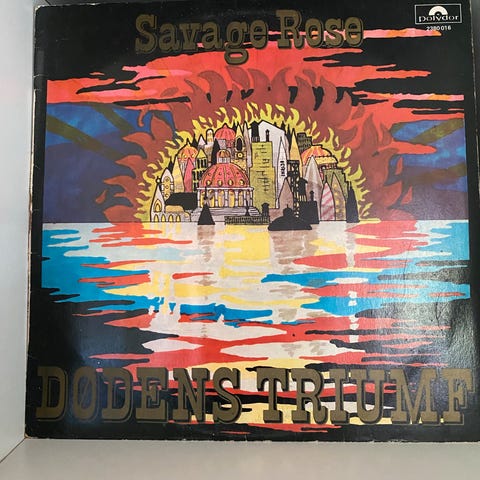 Savage Rose
Polydor
2380 016
DØDENS TRIUMF